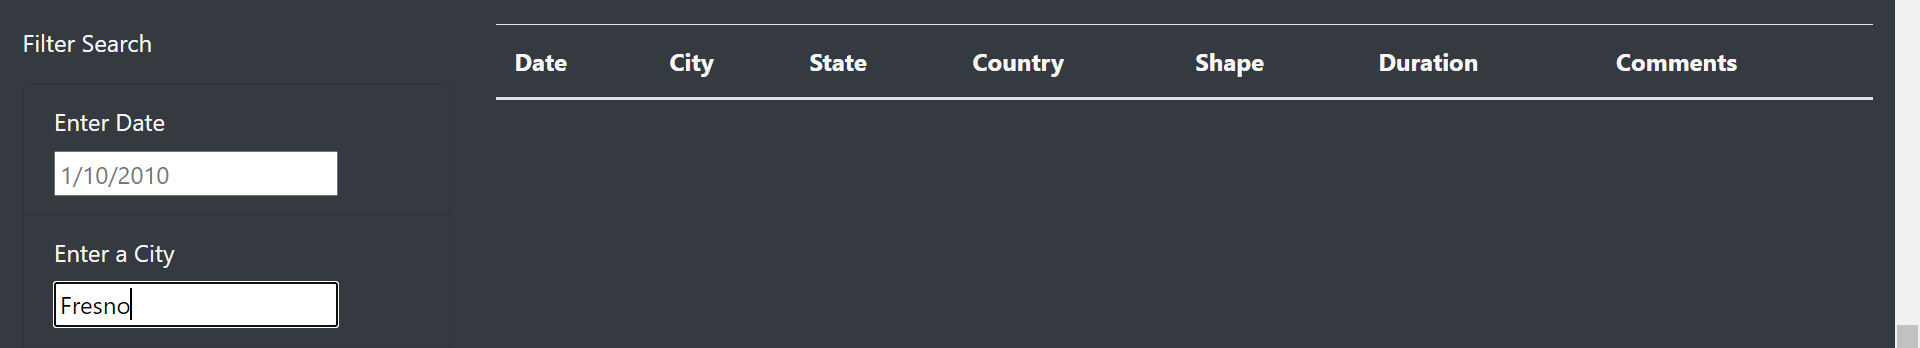 Filter Search
Date City State Country Shape Duration Comments
Enter Date
1/10/2010
Enter a City
Fresno